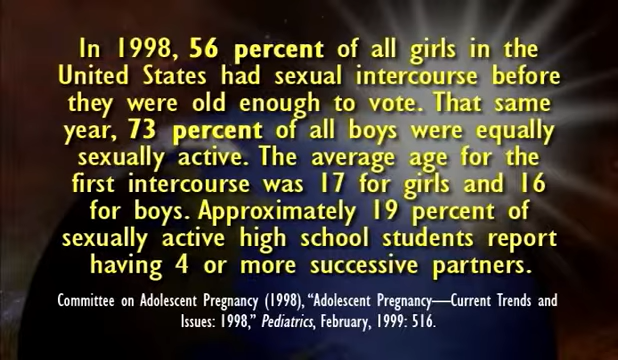 In 1998, 56 percent of all girls in the
United States had sexual intercourse before
they were old enough to vote. That same
year, 73 percent of all boys were equally
sexually active. The average age for the
first intercourse was 17 for girls and 16
for boys. Approximately 19 percent of
sexually active high school students report
having 4 or more successive partners.
Committee on Adolescent Pregnancy (1998), “Adolescent Pregnancy—Current Trends and
Issues: 1998,” Pediatrics, February, 1999: 516.